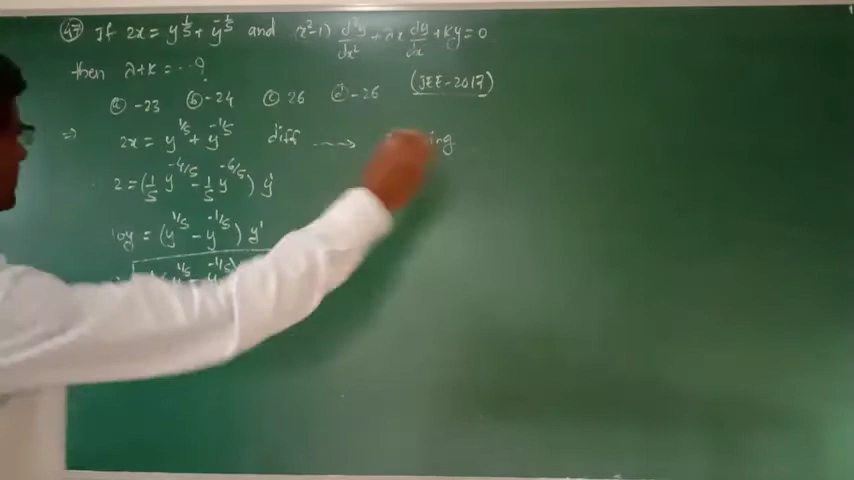 47 If 2x = y^{1/5} + y^{-1/5} and (x²-1) d²y/dx² + λx dy/dx + ky = 0
then λ+k = ---?
(JEE-2017)
a -23 b -24 c 26 d -26
⇒ 2x = y^{1/5} + y^{-1/5} diff ⟶
2 = (1/5 y^{-4/5} - 1/5 y^{-6/5}) y'
10y = (y^{1/5} - y^{-1/5}) y'